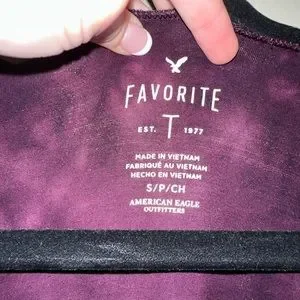 FAVORITE
EST. T 1977
MADE IN VIETNAM
FABRIQUÉ AU VIETNAM
HECHO EN VIETNAM
S/P/CH
AMERICAN EAGLE
OUTFITTERS